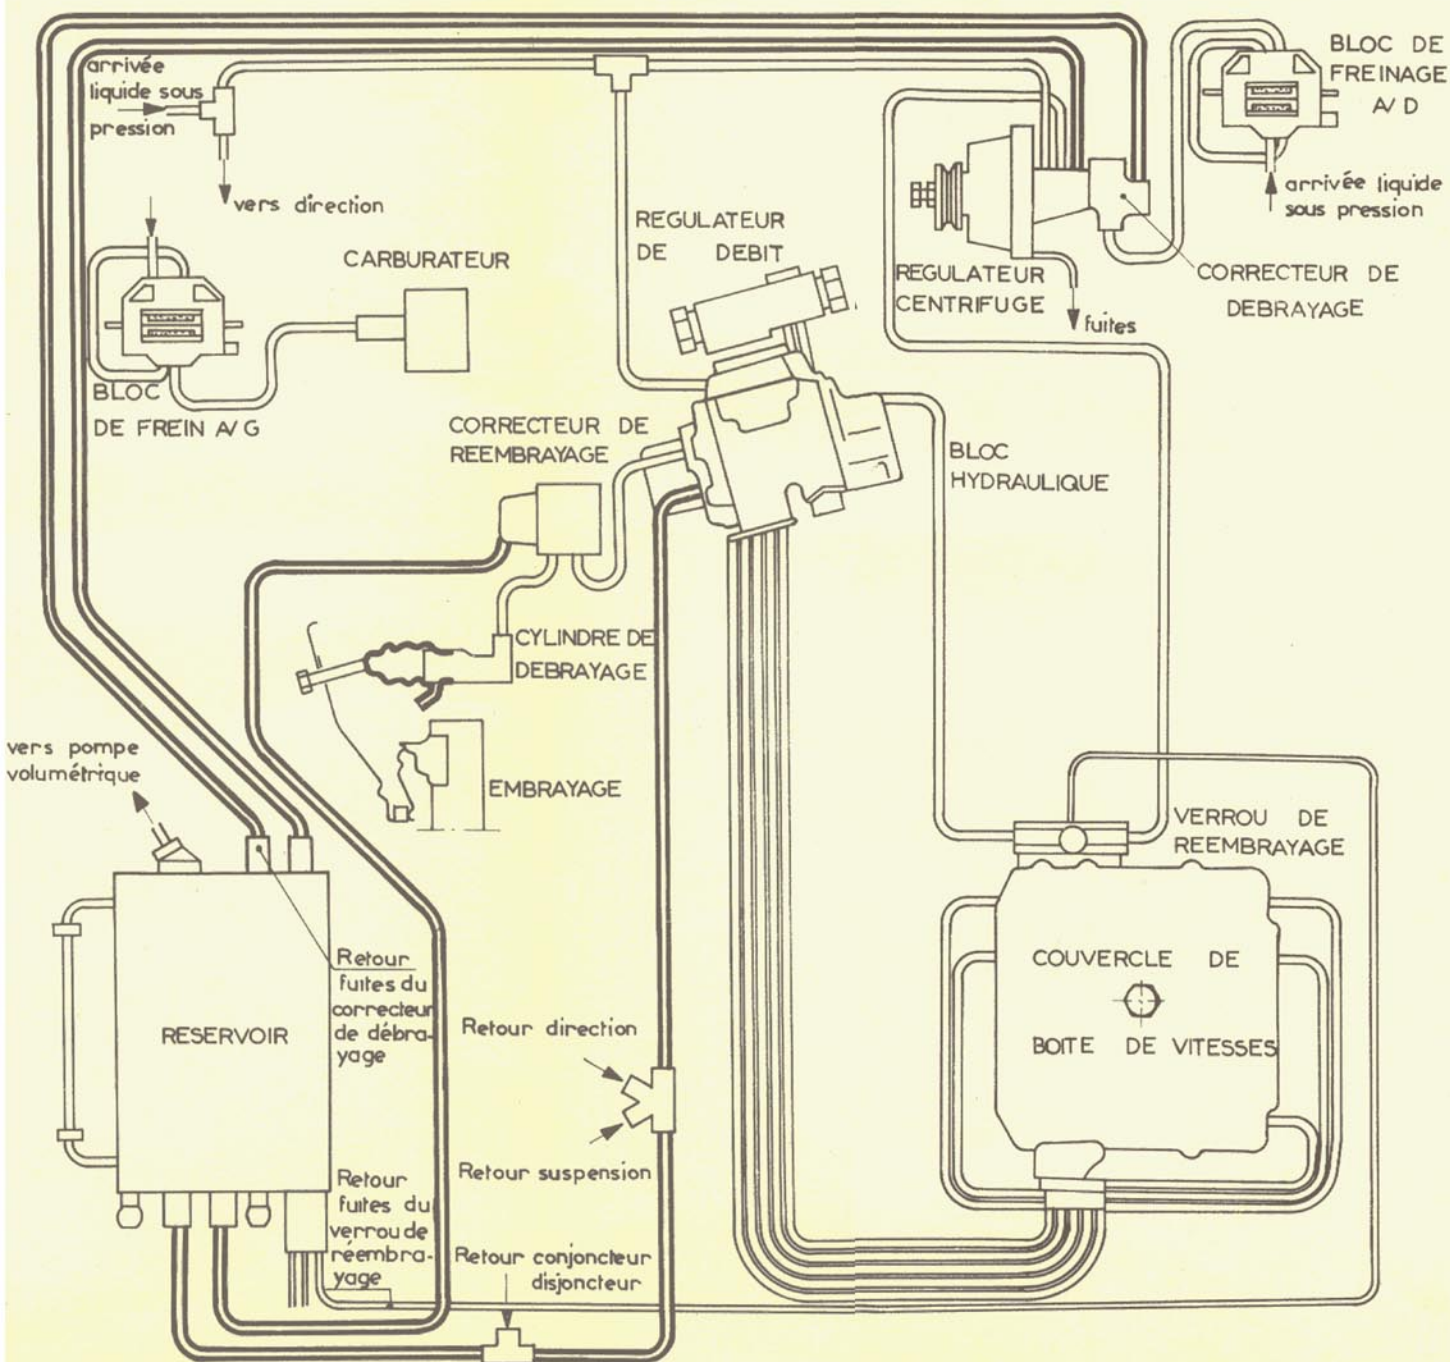 arrivée
liquide sous
pression
vers direction
BLOC DE
FREINAGE
A/D
arrivée liquide
sous pression
REGULATEUR
DE DEBIT
CARBURATEUR
REGULATEUR
CENTRIFUGE
CORRECTEUR DE
DEBRAYAGE
fuites
BLOC
DE FREIN A/G
CORRECTEUR DE
REEMBRAYAGE
BLOC
HYDRAULIQUE
CYLINDRE DE
DEBRAYAGE
vers pompe
volumétrique
EMBRAYAGE
VERROU DE
REEMBRAYAGE
Retour
fuites du
correcteur
de débra-
yage
RESERVOIR
COUVERCLE DE
BOITE DE VITESSES
Retour direction
Retour suspension
Retour
fuites du
verrou de
réembra-
yage
Retour conjoncteur
disjoncteur